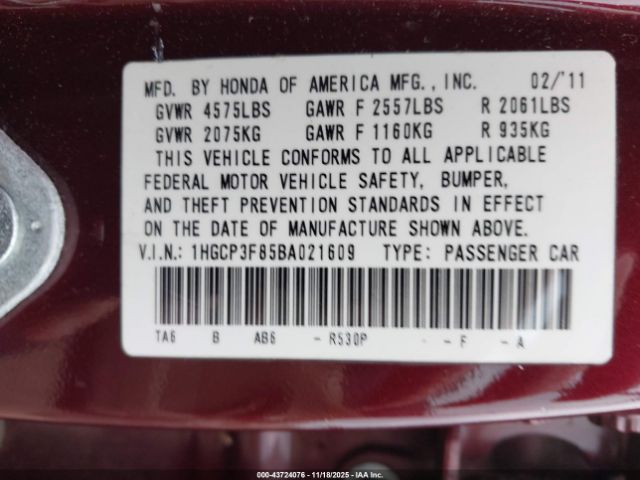 MFD. BY HONDA OF AMERICA MFG., INC. 02/'11
GVWR 4575LBS GAWR F 2557LBS R 2061LBS
GVWR 2075KG GAWR F 1160KG R 935KG
THIS VEHICLE CONFORMS TO ALL APPLICABLE
FEDERAL MOTOR VEHICLE SAFETY, BUMPER,
AND THEFT PREVENTION STANDARDS IN EFFECT
ON THE DATE OF MANUFACTURE SHOWN ABOVE.
V.I.N.: 1HGCP3F85BA021609 TYPE: PASSENGER CAR
TA6 B AB6 - R530P - - F - A
© - 43724076 - 11/18/2025 - IAA Inc.